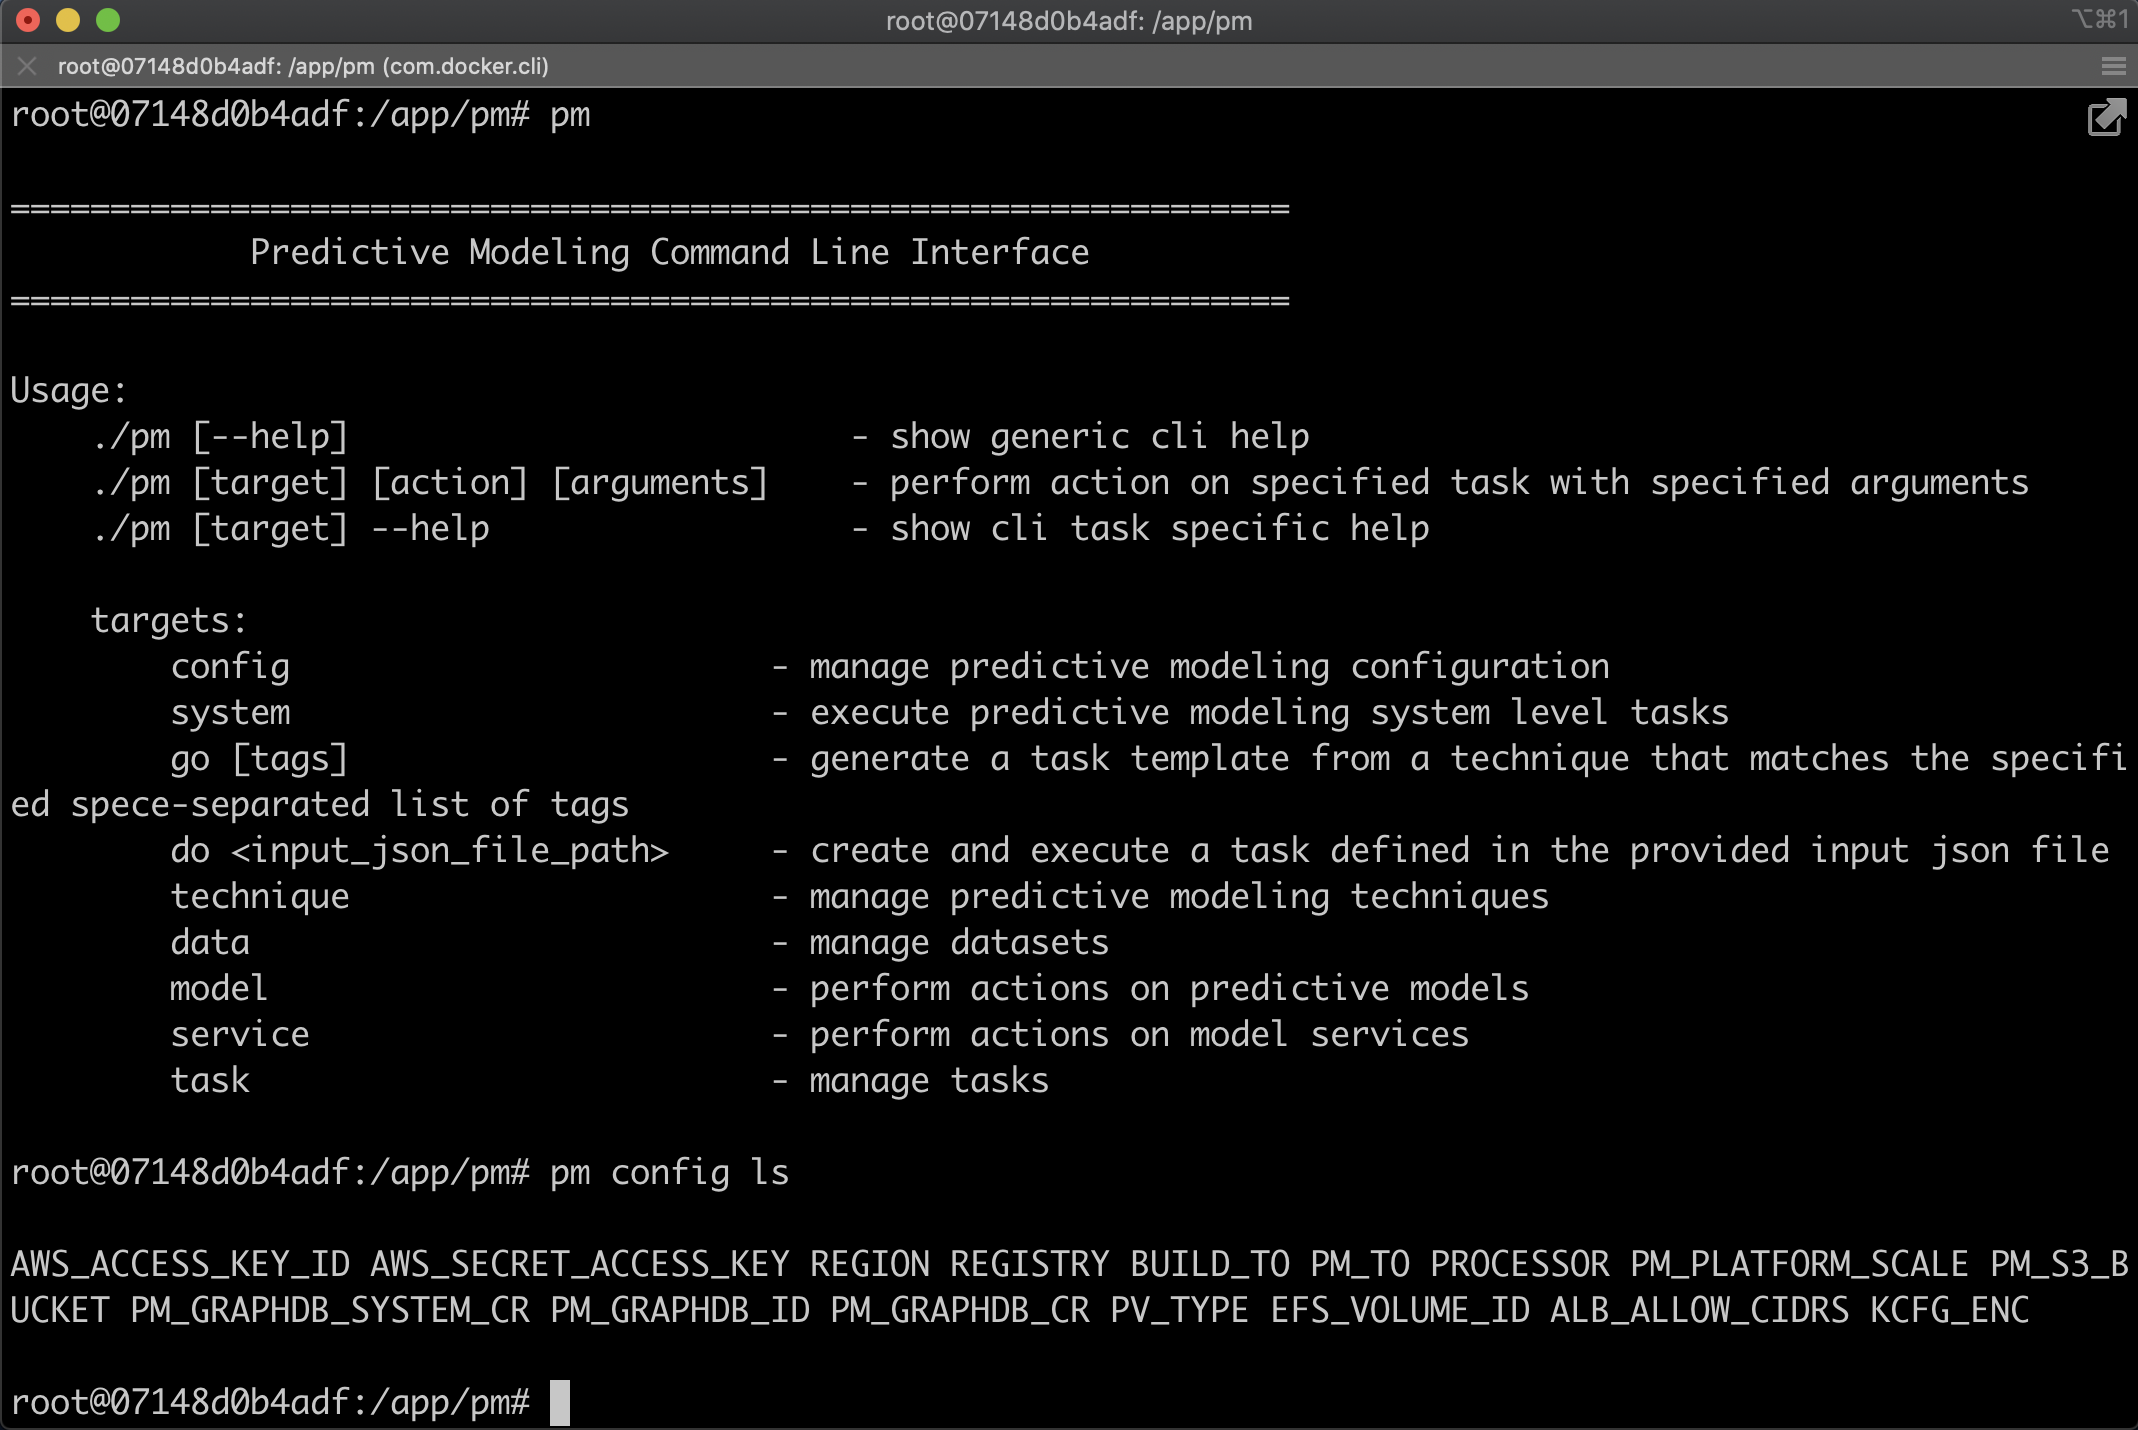 root@07148d0b4adf: /app/pm
⌥⌘1
root@07148d0b4adf: /app/pm (com.docker.cli)
root@07148d0b4adf:/app/pm# pm
================================================================
Predictive Modeling Command Line Interface
================================================================
Usage:
./pm [--help] - show generic cli help
./pm [target] [action] [arguments] - perform action on specified task with specified arguments
./pm [target] --help - show cli task specific help
targets:
config - manage predictive modeling configuration
system - execute predictive modeling system level tasks
go [tags] - generate a task template from a technique that matches the specifi
ed spece-separated list of tags
do <input_json_file_path> - create and execute a task defined in the provided input json file
technique - manage predictive modeling techniques
data - manage datasets
model - perform actions on predictive models
service - perform actions on model services
task - manage tasks
root@07148d0b4adf:/app/pm# pm config ls
AWS_ACCESS_KEY_ID AWS_SECRET_ACCESS_KEY REGION REGISTRY BUILD_TO PM_TO PROCESSOR PM_PLATFORM_SCALE PM_S3_B
UCKET PM_GRAPHDB_SYSTEM_CR PM_GRAPHDB_ID PM_GRAPHDB_CR PV_TYPE EFS_VOLUME_ID ALB_ALLOW_CIDRS KCFG_ENC
root@07148d0b4adf:/app/pm#